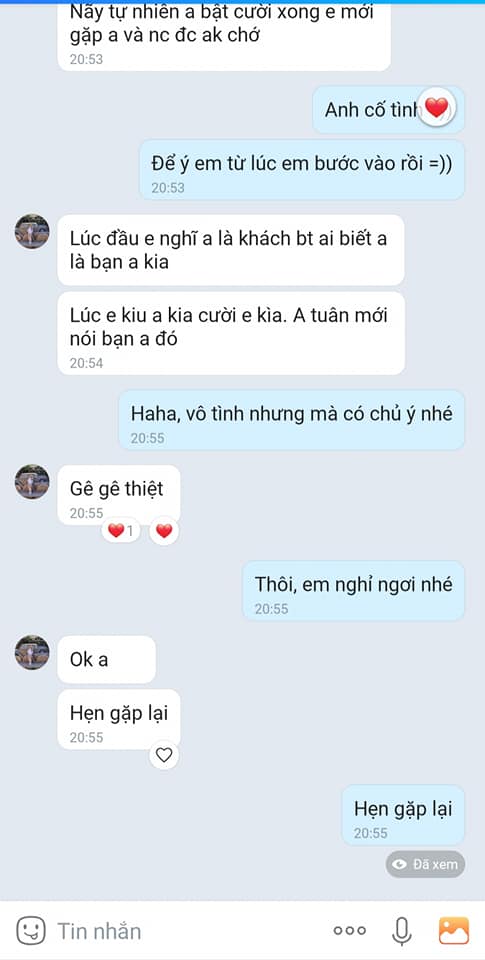 Nãy tự nhiên a bật cười xong e mới
gặp a và nc đc ak chớ
20:53
Anh cố tình
Để ý em từ lúc em bước vào rồi =))
20:53
Lúc đầu e nghĩ a là khách bt ai biết a
là bạn a kia
Lúc e kiu a kia cười e kìa. A tuân mới
nói bạn a đó
20:54
Haha, vô tình nhưng mà có chủ ý nhé
20:55
Gê gê thiệt
20:55
1
Thôi, em nghỉ ngơi nhé
20:55
Ok a
Hẹn gặp lại
20:55
Hẹn gặp lại
20:55
Đã xem
Tin nhắn